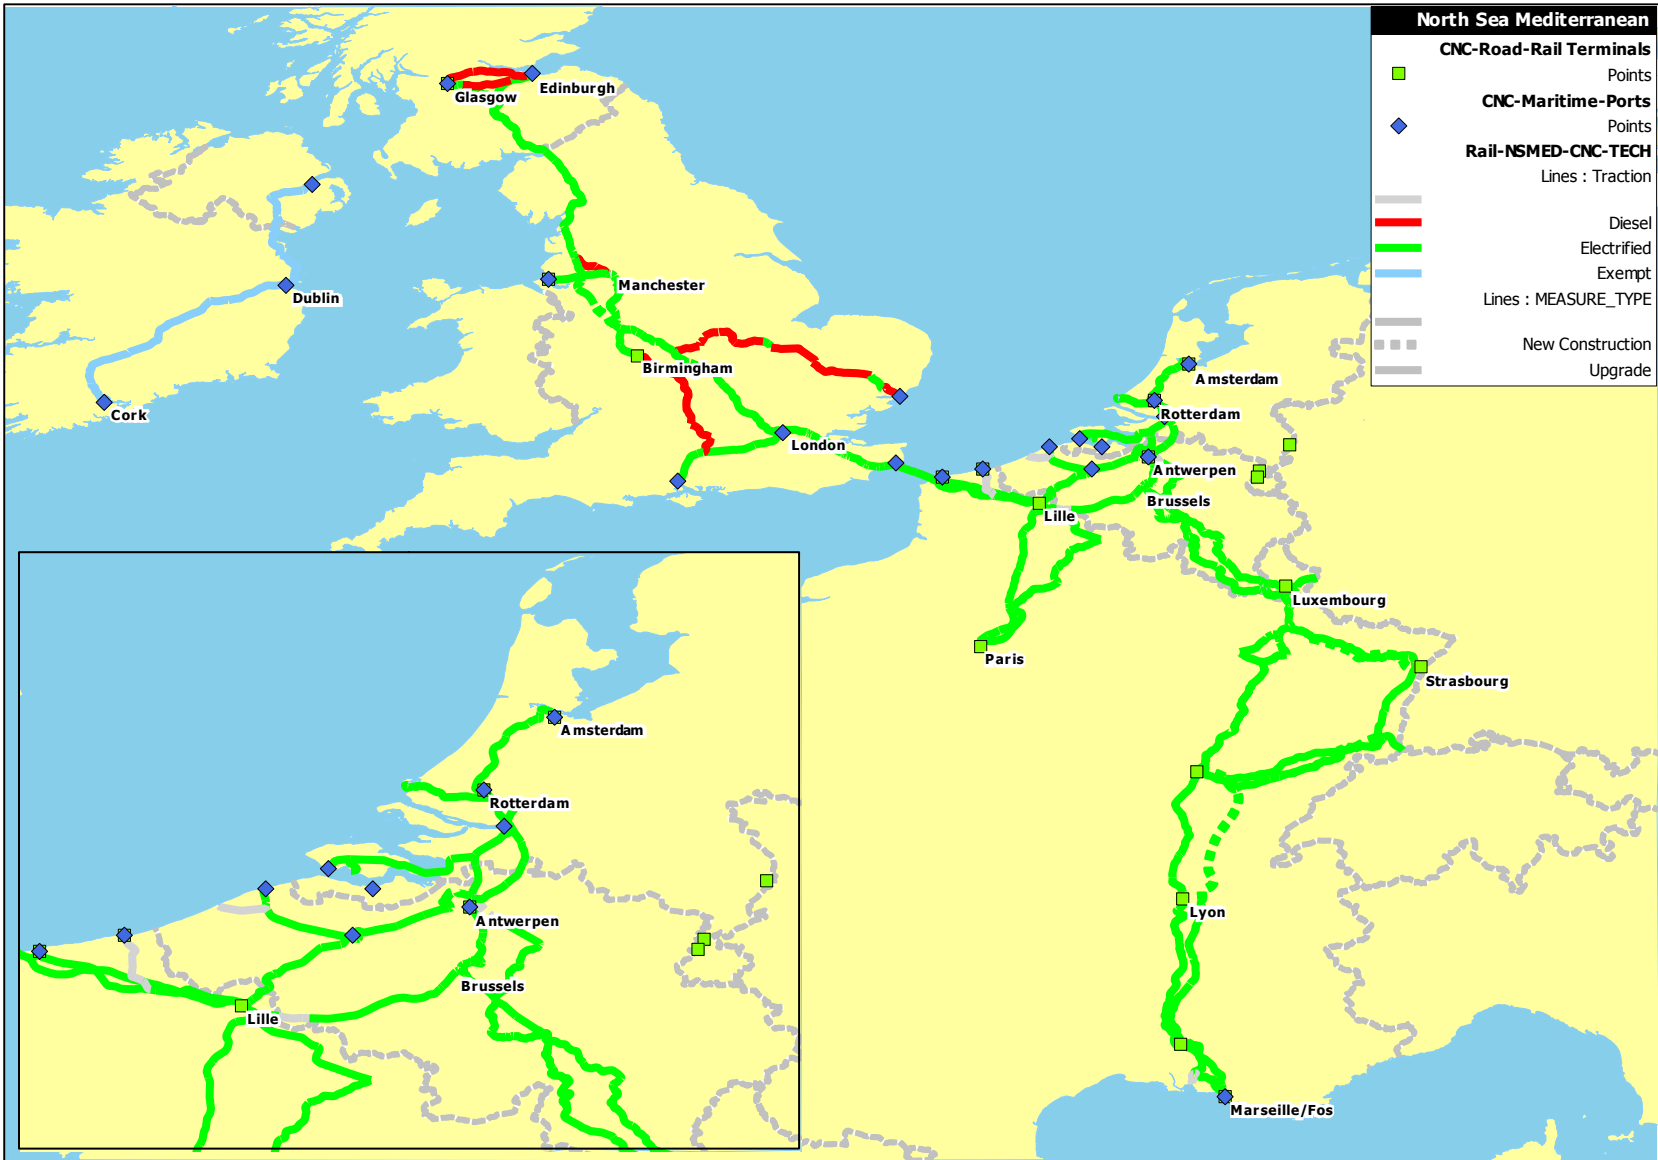 North Sea Mediterranean
CNC-Road-Rail Terminals
Points
CNC-Maritime-Ports
Points
Rail-NSMED-CNC-TECH
Lines : Traction
Diesel
Electrified
Exempt
Lines : MEASURE_TYPE
New Construction
Upgrade
Edinburgh
Glasgow
Manchester
Dublin
Birmingham
Amsterdam
Cork
Rotterdam
London
Antwerpen
Brussels
Lille
Luxembourg
Paris
Strasbourg
Lyon
Marseille/Fos
Amsterdam
Rotterdam
Antwerpen
Brussels
Lille